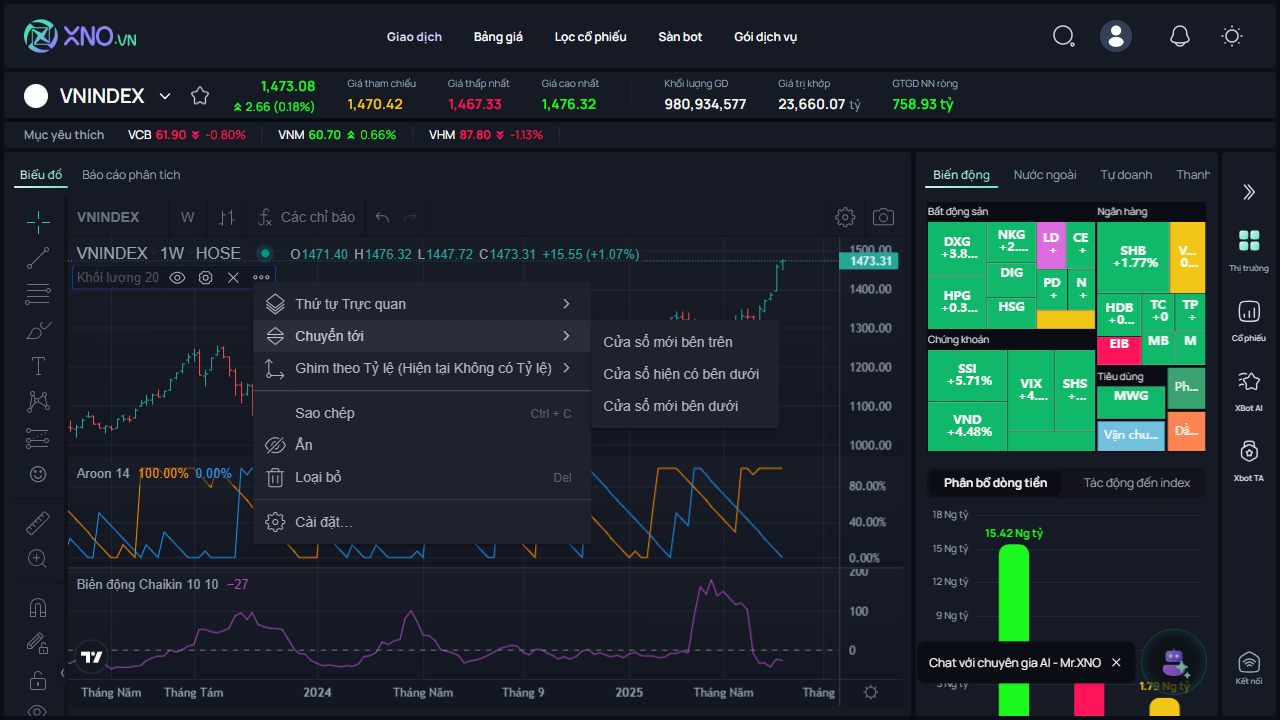 XNO.VN
Giao dịch
Bảng giá
Lọc cổ phiếu
Sàn bot
Gói dịch vụ
VNINDEX
1,473.08
2.66 (0.18%)
Giá tham chiếu
1,470.42
Giá thấp nhất
1,467.33
Giá cao nhất
1,476.32
Khối lượng GD
980,934,577
Giá trị khớp
23,660.07 tỷ
GTGD NN ròng
758.93 tỷ
Mục yêu thích
VCB 61.90 -0.80%
VNM 60.70 0.66%
VHM 87.80 -1.13%
Biểu đồ
Báo cáo phân tích
VNINDEX
W
Các chỉ báo
VNINDEX · 1W · HOSE
O1471.40 H1476.32 L1447.72 C1473.31 +15.55 (+1.07%)
Khối lượng 20
1500.00
1473.31
1400.00
1300.00
1200.00
1100.00
1000.00
Thứ tự Trực quan
Chuyển tới
Ghim theo Tỷ lệ (Hiện tại Không có Tỷ lệ)
Sao chép
Ctrl + C
Ẩn
Loại bỏ
Del
Cài đặt…
Cửa sổ mới bên trên
Cửa sổ hiện có bên dưới
Cửa sổ mới bên dưới
Aroon 14 100.00% 0.00%
80.00%
40.00%
0.00%
Biến động Chaikin 10 10 −27
200
100
0
Tháng Năm
Tháng Tám
2024
Tháng Năm
Tháng 9
2025
Tháng Năm
Tháng
Biến động
Nước ngoài
Tự doanh
Thanh
Bất động sản
DXG
+3.8...
HPG
+0.3...
NKG
+2....
DIG
HSG
LD
+
CE
+
PD
+
N
+
Ngân hàng
SHB
+1.77%
V...
0...
HDB
+0...
TC
+0
TP
+
EIB
MB
M
Chứng khoán
SSI
+5.71%
VND
+4.48%
VIX
+4....
SHS
+...
Tiêu dùng
MWG
Ph...
Vận chu...
Dầ...
Phân bổ dòng tiền
Tác động đến index
18 Ng tỷ
15 Ng tỷ
12 Ng tỷ
9 Ng tỷ
15.42 Ng tỷ
1.79 Ng tỷ
Chat với chuyên gia AI - Mr.XNO
Thị trường
Cổ phiếu
XBot AI
Xbot TA
Kết nối